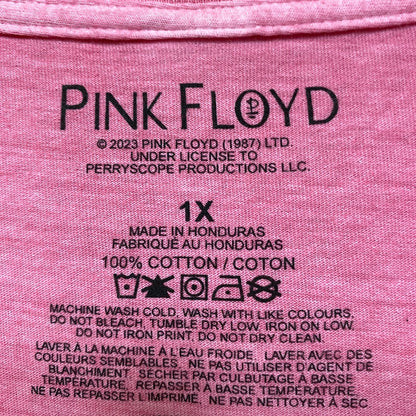 PINK FLOYD
© 2023 PINK FLOYD (1987) LTD.
UNDER LICENSE TO
PERRYSCOPE PRODUCTIONS LLC.
1X
MADE IN HONDURAS
FABRIQUÉ AU HONDURAS
100% COTTON / COTON
MACHINE WASH COLD, WASH WITH LIKE COLOURS.
DO NOT BLEACH, TUMBLE DRY LOW, IRON ON LOW.
DO NOT IRON PRINT, DO NOT DRY CLEAN.
LAVER À LA MACHINE À L'EAU FROIDE, LAVER AVEC DES
COULEURS SEMBLABLES. NE PAS UTILISER D'AGENT DE
BLANCHIMENT. SÉCHER PAR CULBUTAGE À BASSE
TEMPÉRATURE. REPASSER À BASSE TEMPÉRATURE.
NE PAS REPASSER L'IMPRIMÉ. NE PAS NETTOYER À SEC